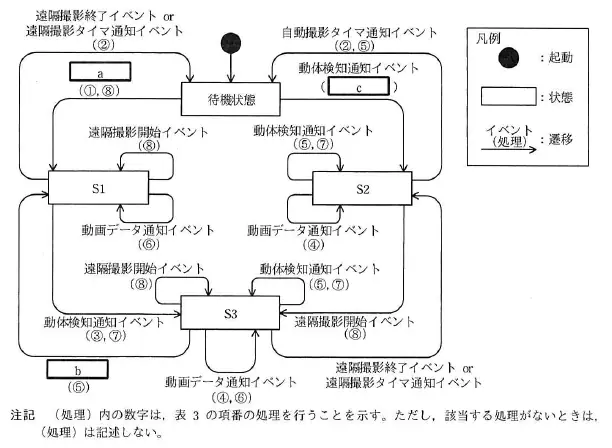 遠隔撮影終了イベント or
遠隔撮影タイマ通知イベント
(②)
a
(①, ⑧)
自動撮影タイマ通知イベント
(②, ⑤)
動体検知通知イベント
( c )
待機状態
凡例
：起動
：状態
イベント
(処理)
：遷移
遠隔撮影開始イベント
(⑧)
動体検知通知イベント
(⑤, ⑦)
S1
S2
動画データ通知イベント
(⑥)
動画データ通知イベント
(④)
遠隔撮影開始イベント
(⑧)
動体検知通知イベント
(⑤, ⑦)
S3
動体検知通知イベント
(③, ⑦)
遠隔撮影開始イベント
(⑧)
b
(⑤)
動画データ通知イベント
(④, ⑥)
遠隔撮影終了イベント or
遠隔撮影タイマ通知イベント
注記　（処理）内の数字は，表 3 の項番の処理を行うことを示す。ただし，該当する処理がないときは，
（処理）は記述しない。